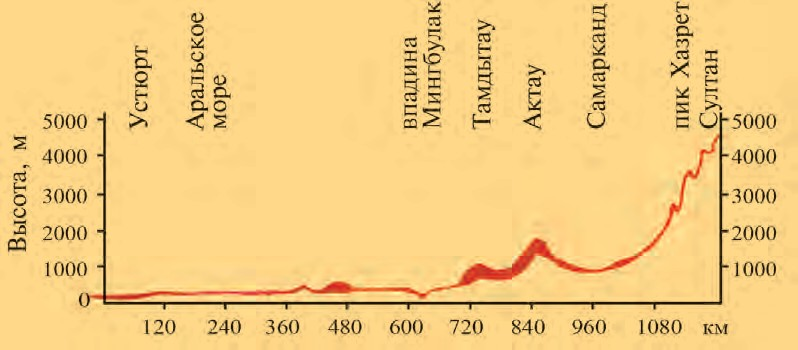 Устюрт
Аральское
море
впадина
Мингбулак
Тамдытау
Актау
Самарканд
пик Хазрет
Султан
Высота, м
5000
4000
3000
2000
1000
0
5000
4000
3000
2000
1000
120 240 360 480 600 720 840 960 1080 км